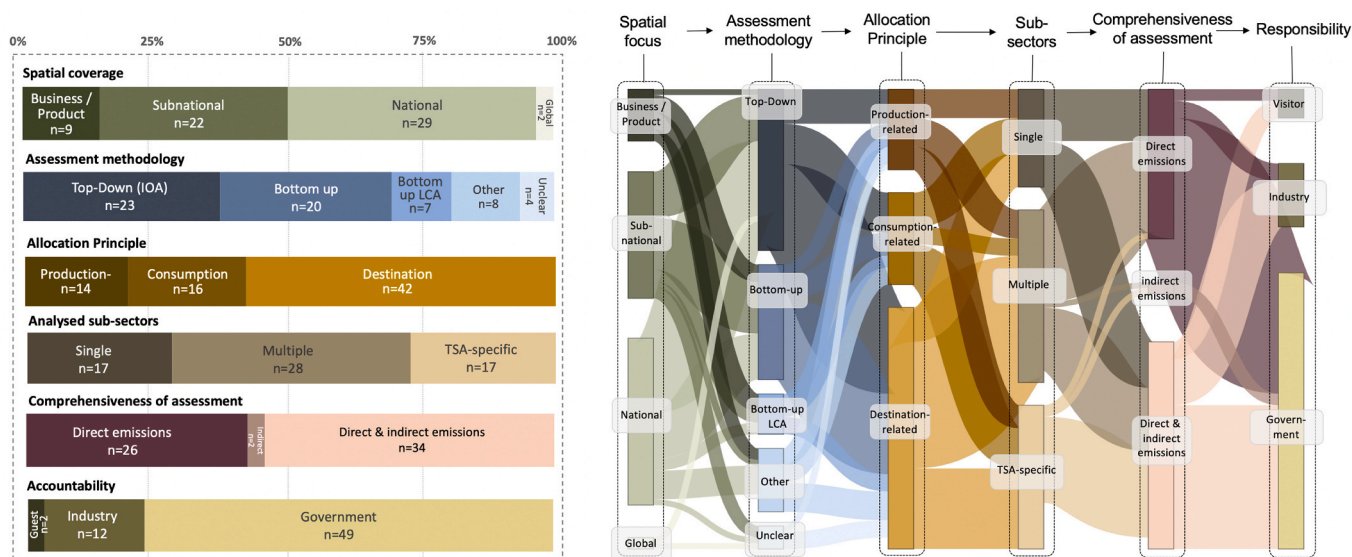 0%
25%
50%
75%
100%
Spatial coverage
Business /
Product
n=9
Subnational
n=22
National
n=29
Global
n=2
Assessment methodology
Top-Down (IOA)
n=23
Bottom up
n=20
Bottom
up LCA
n=7
Other
n=8
Unclear
n=4
Allocation Principle
Production-
n=14
Consumption
n=16
Destination
n=42
Analysed sub-sectors
Single
n=17
Multiple
n=28
TSA-specific
n=17
Comprehensiveness of assessment
Direct emissions
n=26
Indirect
n=2
Direct & indirect emissions
n=34
Accountability
Guest
n=2
Industry
n=12
Government
n=49
Spatial
focus
Assessment
methodology
Allocation
Principle
Sub-
sectors
Comprehensiveness
of assessment
Responsibility
Business /
Product
Sub-
national
National
Global
Top-Down
Bottom-up
Bottom-up
LCA
Other
Unclear
Production-
related
Consumption-
related
Destination-
related
Single
Multiple
TSA-specific
Direct
emissions
indirect
emissions
Direct &
indirect
emissions
Visitor
Industry
Govern-
ment